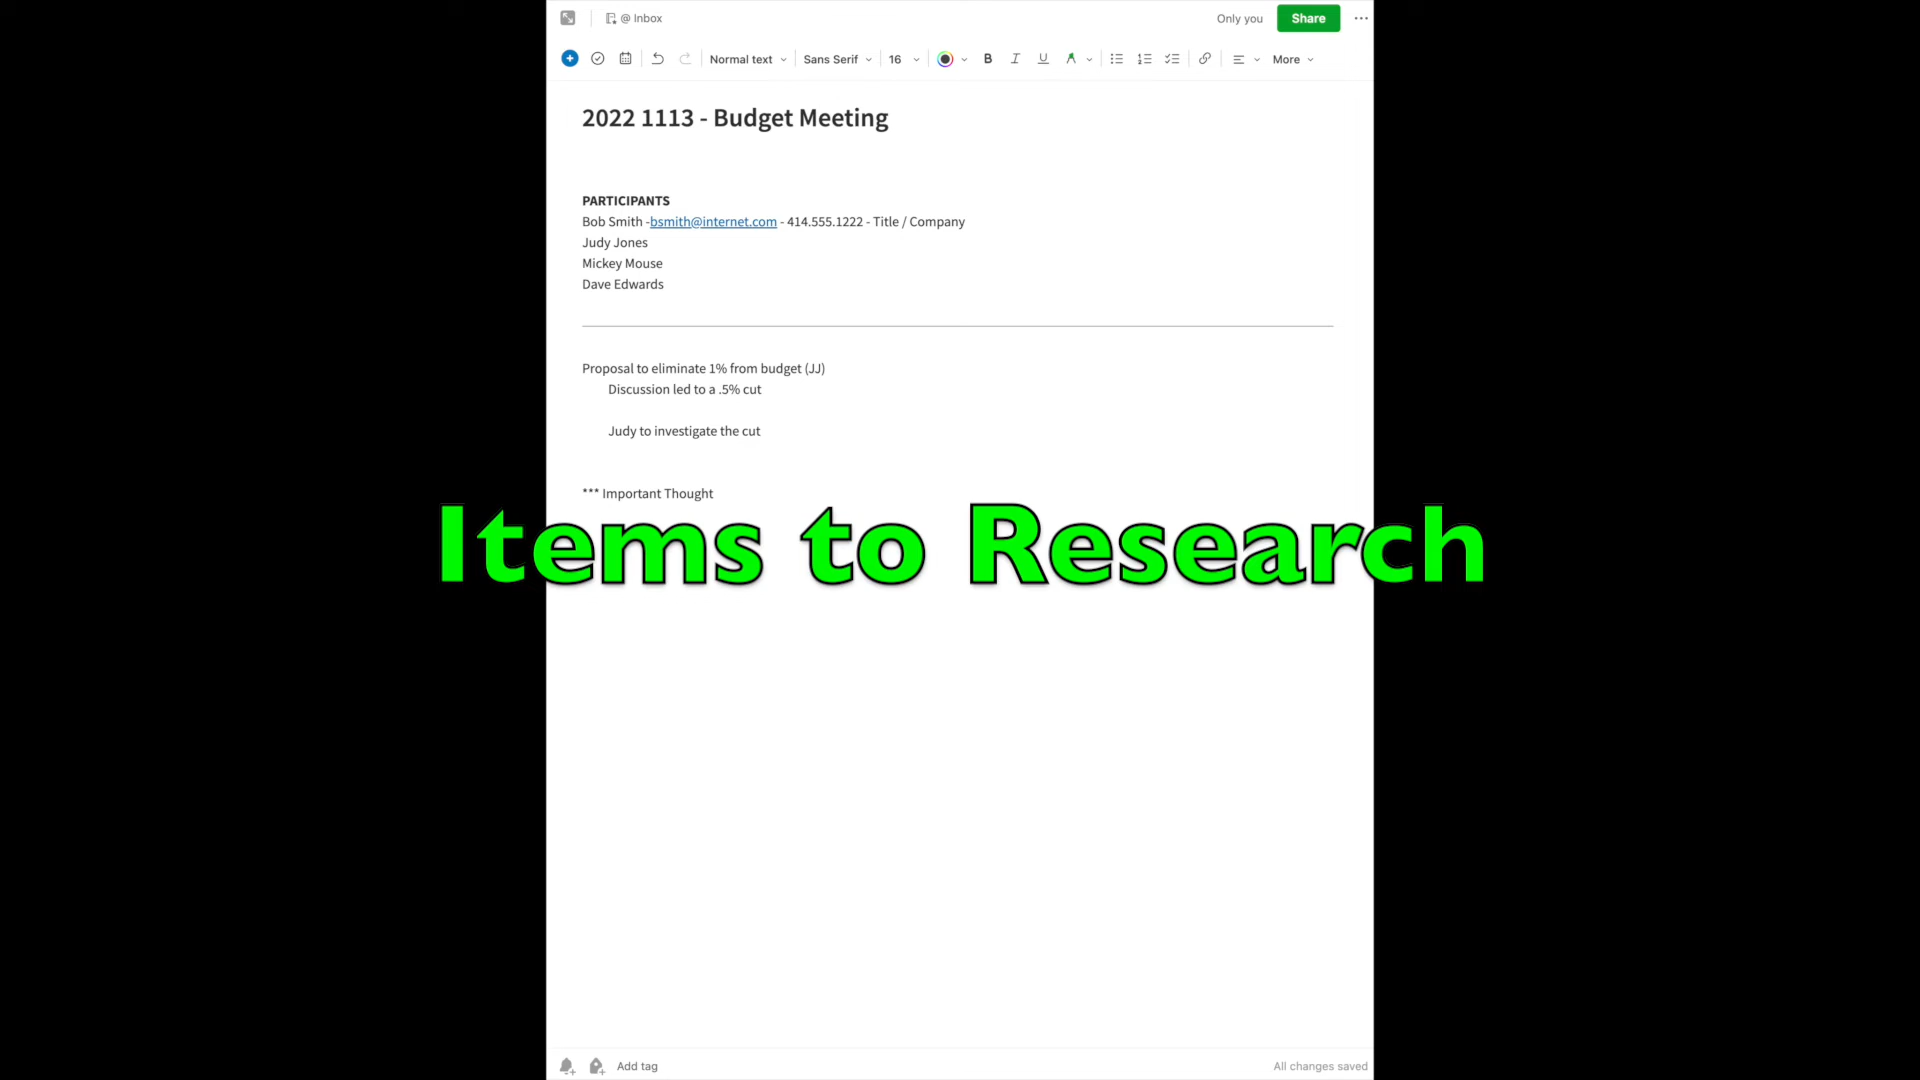 @ Inbox
Only you
Share
Normal text
Sans Serif
16
B
I
U
More
2022 1113 - Budget Meeting
PARTICIPANTS
Bob Smith -bsmith@internet.com - 414.555.1222 - Title / Company
Judy Jones
Mickey Mouse
Dave Edwards
Proposal to eliminate 1% from budget (JJ)
Discussion led to a .5% cut
Judy to investigate the cut
*** Important Thought
Items to Research
Add tag
All changes saved